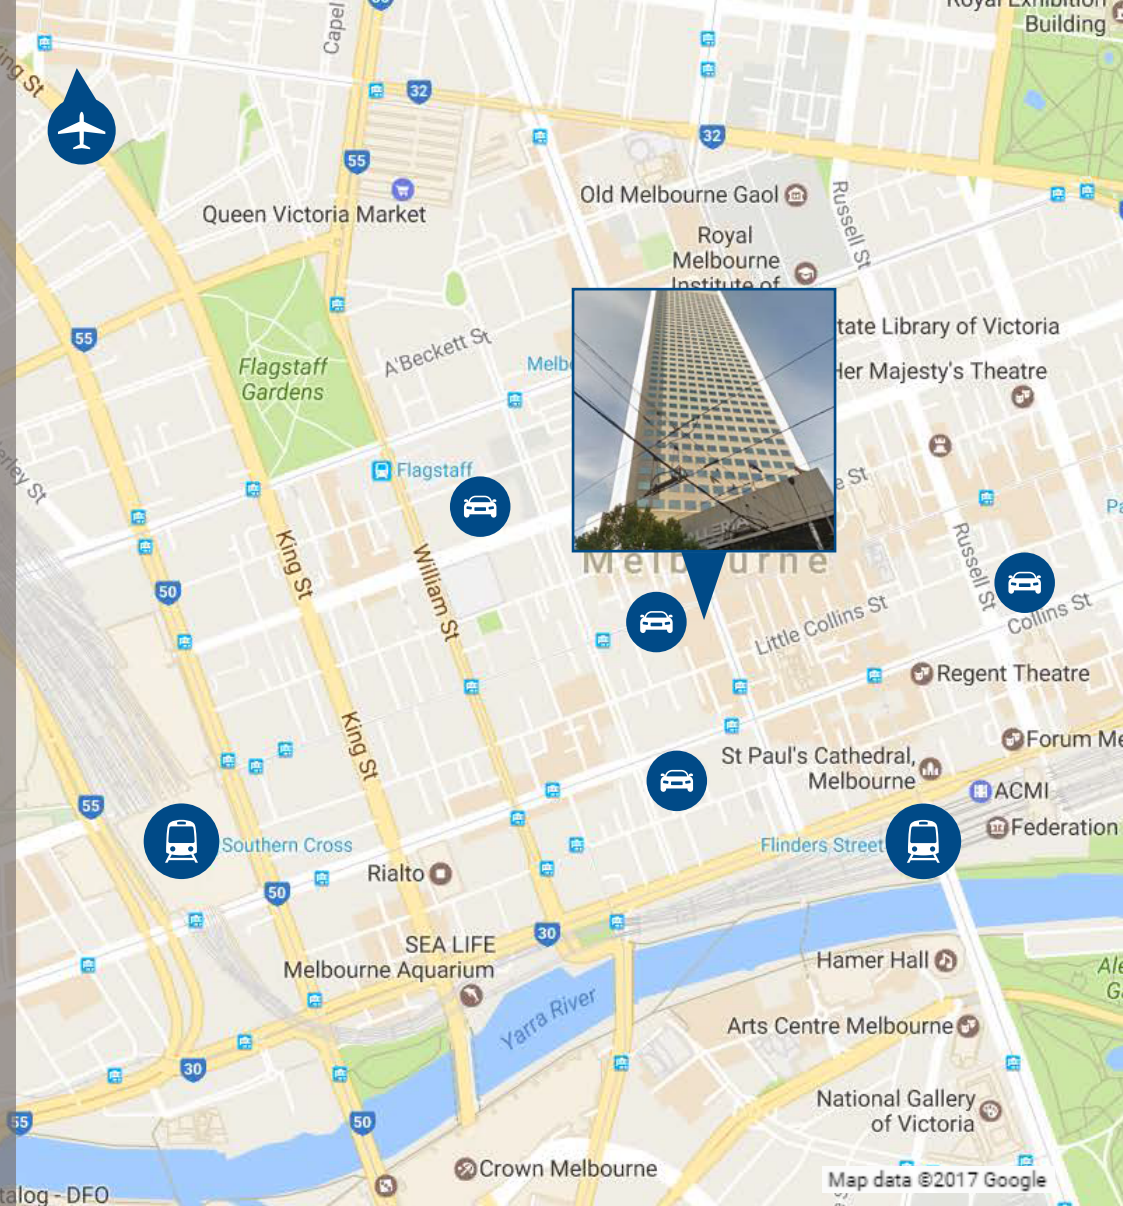 Royal Exhibition
Building
Capel
King St
32
32
55
Queen Victoria Market
Old Melbourne Gaol
Royal
Melbourne
Institute of
Russell St
tate Library of Victoria
Her Majesty's Theatre
55
A'Beckett St
Flagstaff
Gardens
Melbo
Flagstaff
e St
erley St
King St
William St
Melbourne
Russell St
Pa
50
Little Collins St
Collins St
Regent Theatre
King St
St Paul's Cathedral,
Melbourne
Forum Me
ACMI
Federation
55
Southern Cross
Flinders Street
Rialto
50
30
SEA LIFE
Melbourne Aquarium
Hamer Hall
Ale
Ga
Yarra River
Arts Centre Melbourne
30
National Gallery
of Victoria
55
50
Crown Melbourne
Map data ©2017 Google
talog - DFO